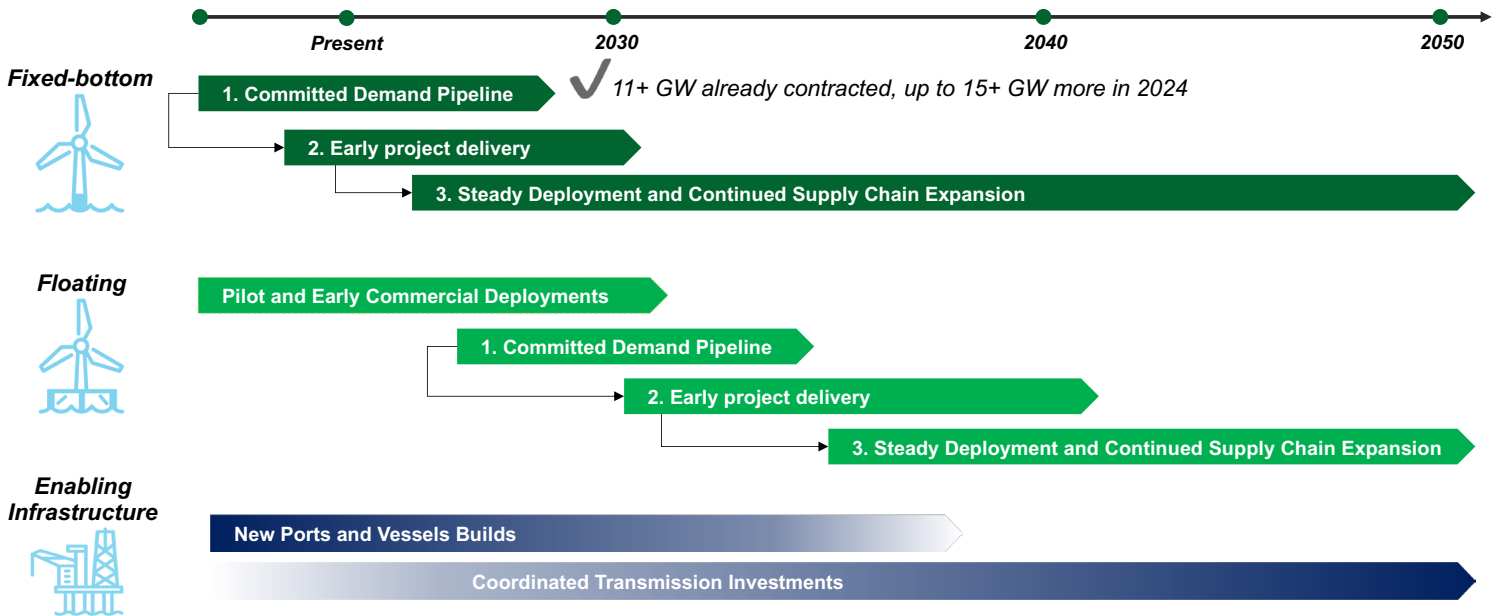 Present
2030
2040
2050
Fixed-bottom
1. Committed Demand Pipeline
11+ GW already contracted, up to 15+ GW more in 2024
2. Early project delivery
3. Steady Deployment and Continued Supply Chain Expansion
Floating
Pilot and Early Commercial Deployments
1. Committed Demand Pipeline
2. Early project delivery
3. Steady Deployment and Continued Supply Chain Expansion
Enabling
Infrastructure
New Ports and Vessels Builds
Coordinated Transmission Investments